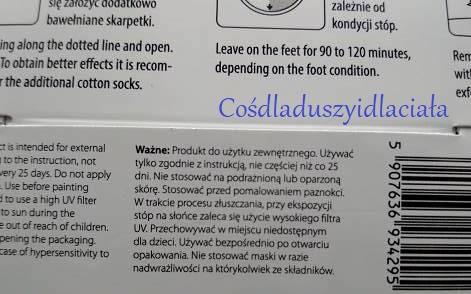 się założyć dodatkowo
bawełniane skarpetki.
zależnie od
kondycji stóp.
ing along the dotted line and open.
To obtain better effects it is recom-
r the additional cotton socks.
Leave on the feet for 90 to 120 minutes,
depending on the foot condition.
Rem
with
exf
Cośdladuszyidlaciała
ct is intended for external
g to the instruction, not
very 25 days. Do not apply
. Use before painting
d to use a high UV filter
to sun during the
e out of reach of children.
pening the packaging.
case of hypersensitivity to
Ważne: Produkt do użytku zewnętrznego. Używać
tylko zgodnie z instrukcją, nie częściej niż co 25
dni. Nie stosować na podrażnioną lub oparzoną
skórę. Stosować przed pomalowaniem paznokci.
W trakcie procesu złuszczania, przy ekspozycji
stóp na słońce zaleca się użycie wysokiego filtra
UV. Przechowywać w miejscu niedostępnym
dla dzieci. Używać bezpośrednio po otwarciu
opakowania. Nie stosować maski w razie
nadwrażliwości na którykolwiek ze składników.
5 907636 934295